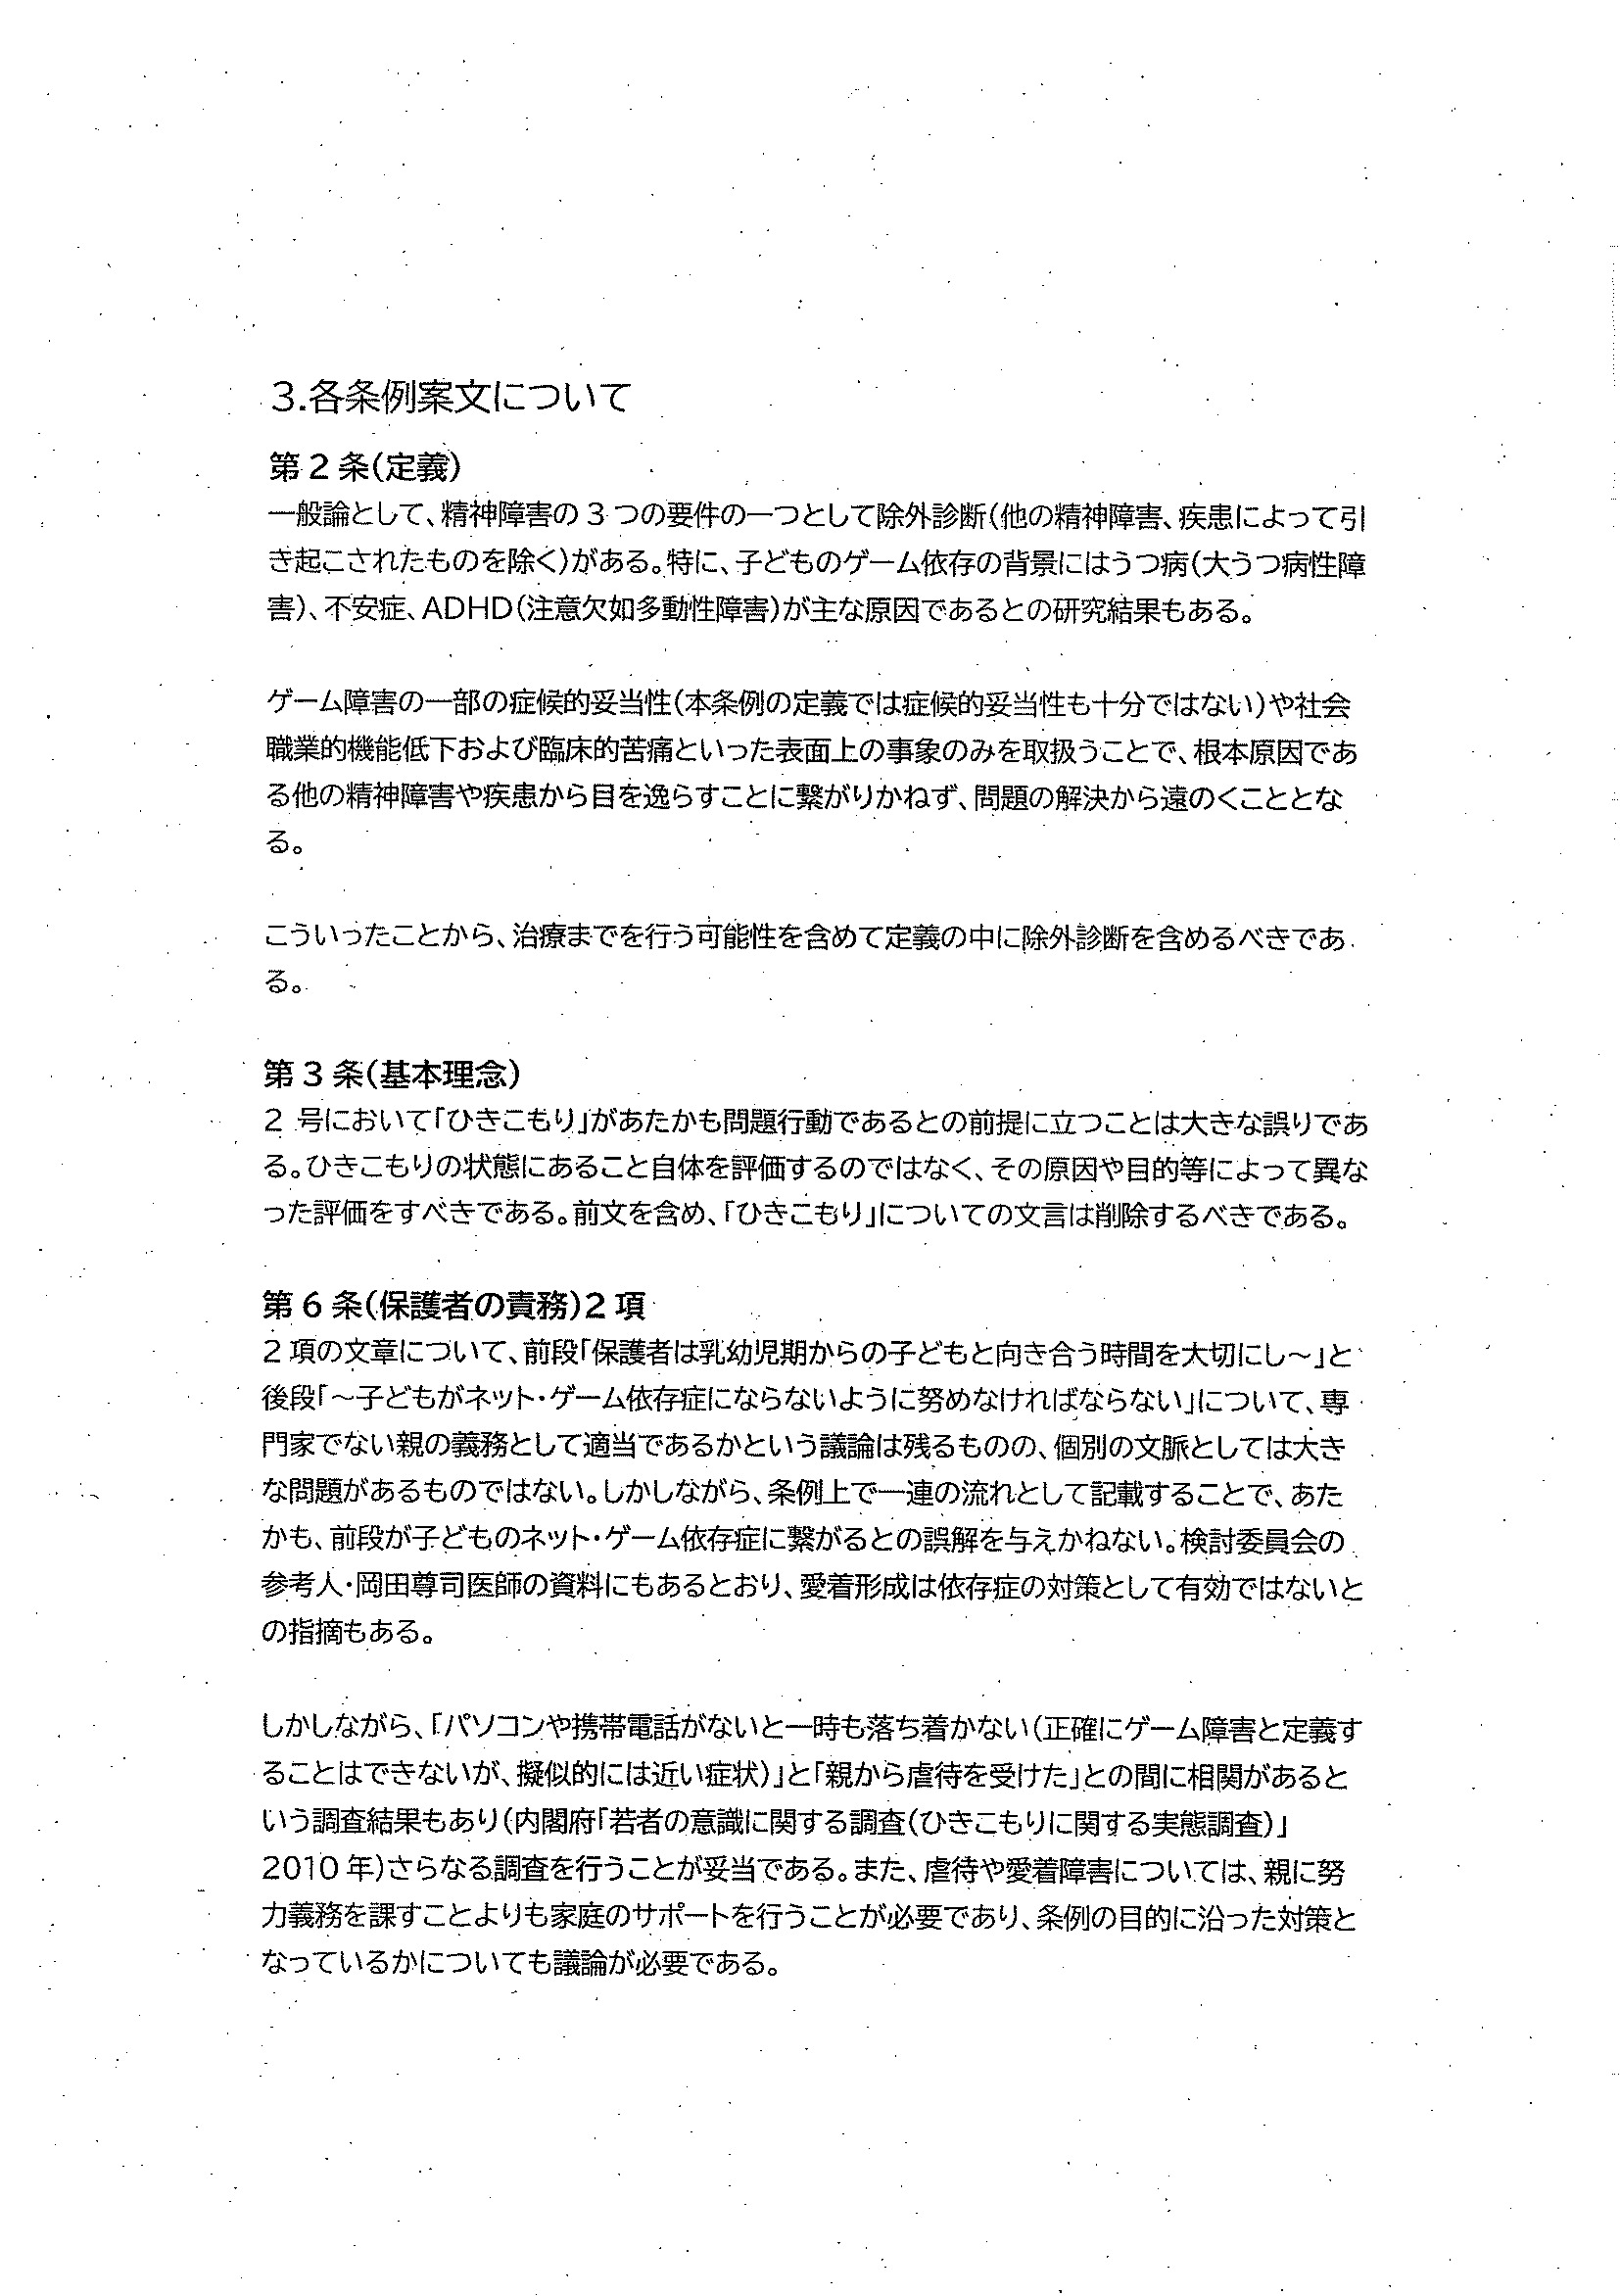 3.各条例案文について
第2条(定義)
一般論として、精神障害の3つの要件の一つとして除外診断(他の精神障害、疾患によって引
き起こされたものを除く)がある。特に、子どものゲーム依存の背景にはうつ病(大うつ病性障
害)、不安症、ADHD(注意欠如多動性障害)が主な原因であるとの研究結果もある。
ゲーム障害の一部の症候的妥当性(本条例の定義では症候的妥当性も十分ではない)や社会
職業的機能低下および臨床的苦痛といった表面上の事象のみを取扱うことで、根本原因であ
る他の精神障害や疾患から目を逸らすことに繋がりかねず、問題の解決から遠のくこととな
る。
こういったことから、治療までを行う可能性を含めて定義の中に除外診断を含めるべきであ
る。
第3条(基本理念)
2号において「ひきこもり」があたかも問題行動であるとの前提に立つことは大きな誤りであ
る。ひきこもりの状態にあること自体を評価するのではなく、その原因や目的等によって異な
った評価をすべきである。前文を含め、「ひきこもり」についての文言は削除するべきである。
第6条(保護者の責務)2項
2項の文章について、前段「保護者は乳幼児期からの子どもと向き合う時間を大切にし~」と
後段「~子どもがネット・ゲーム依存症にならないように努めなければならない」について、専
門家でない親の義務として適当であるかという議論は残るものの、個別の文脈としては大き
な問題があるものではない。しかしながら、条例上で一連の流れとして記載することで、あた
かも、前段が子どものネット・ゲーム依存症に繋がるとの誤解を与えかねない。検討委員会の
参考人・岡田尊司医師の資料にもあるとおり、愛着形成は依存症の対策として有効ではないと
の指摘もある。
しかしながら、「パソコンや携帯電話がないと一時も落ち着かない(正確にゲーム障害と定義す
ることはできないが、擬似的には近い症状)」と「親から虐待を受けた」との間に相関があると
いう調査結果もあり(内閣府「若者の意識に関する調査(ひきこもりに関する実態調査)」
2010年)さらなる調査を行うことが妥当である。また、虐待や愛着障害については、親に努
力義務を課すことよりも家庭のサポートを行うことが必要であり、条例の目的に沿った対策と
なっているかについても議論が必要である。